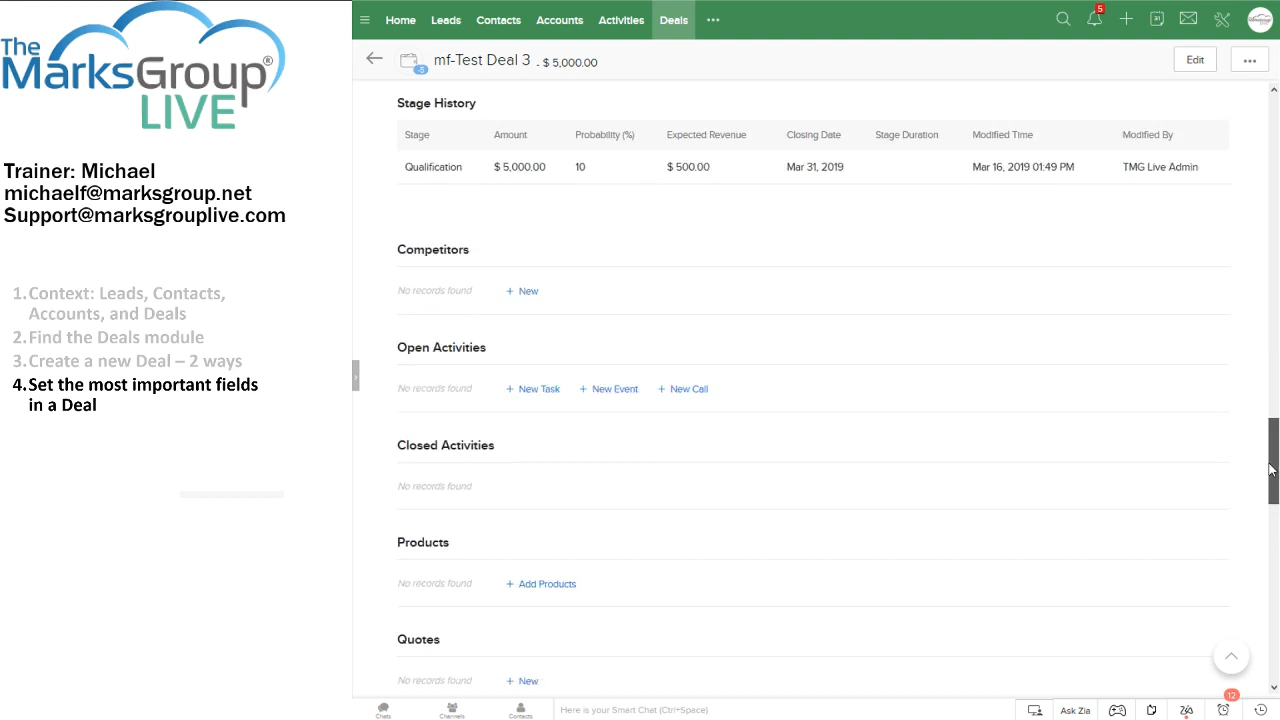 The
MarksGroup®
LIVE
Trainer: Michael
michaelf@marksgroup.net
Support@marksgrouplive.com
1. Context: Leads, Contacts,
Accounts, and Deals
2. Find the Deals module
3. Create a new Deal – 2 ways
4. Set the most important fields
in a Deal
Home Leads Contacts Accounts Activities Deals ••• 5 31
mf-Test Deal 3 - $ 5,000.00 Edit •••
-5
Stage History
Stage Amount Probability (%) Expected Revenue Closing Date Stage Duration Modified Time Modified By
Qualification $ 5,000.00 10 $ 500.00 Mar 31, 2019 Mar 16, 2019 01:49 PM TMG Live Admin
Competitors
No records found + New
Open Activities
No records found + New Task + New Event + New Call
Closed Activities
No records found
Products
No records found + Add Products
Quotes
No records found + New
12
Chats Channels Contacts Here is your Smart Chat (Ctrl+Space) Ask Zia